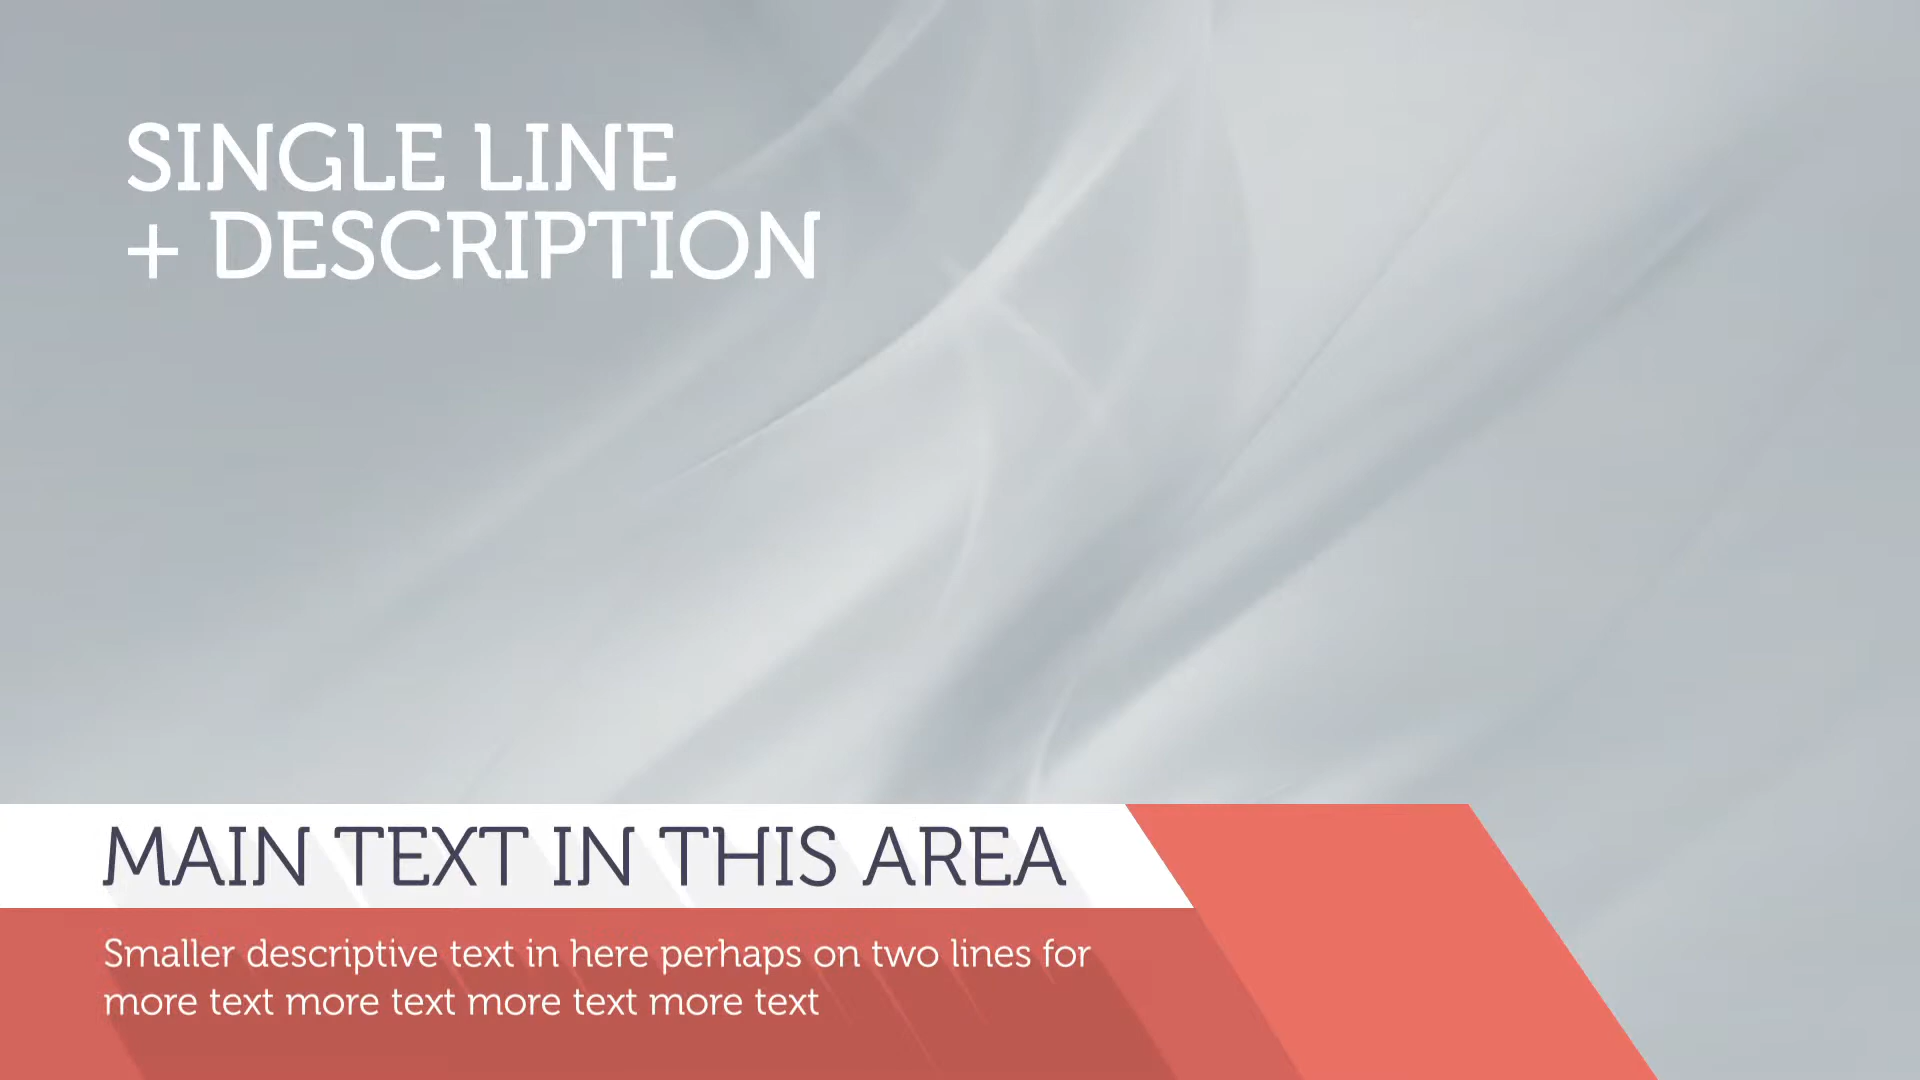 SINGLE LINE
+ DESCRIPTION
MAIN TEXT IN THIS AREA
Smaller descriptive text in here perhaps on two lines for
more text more text more text more text